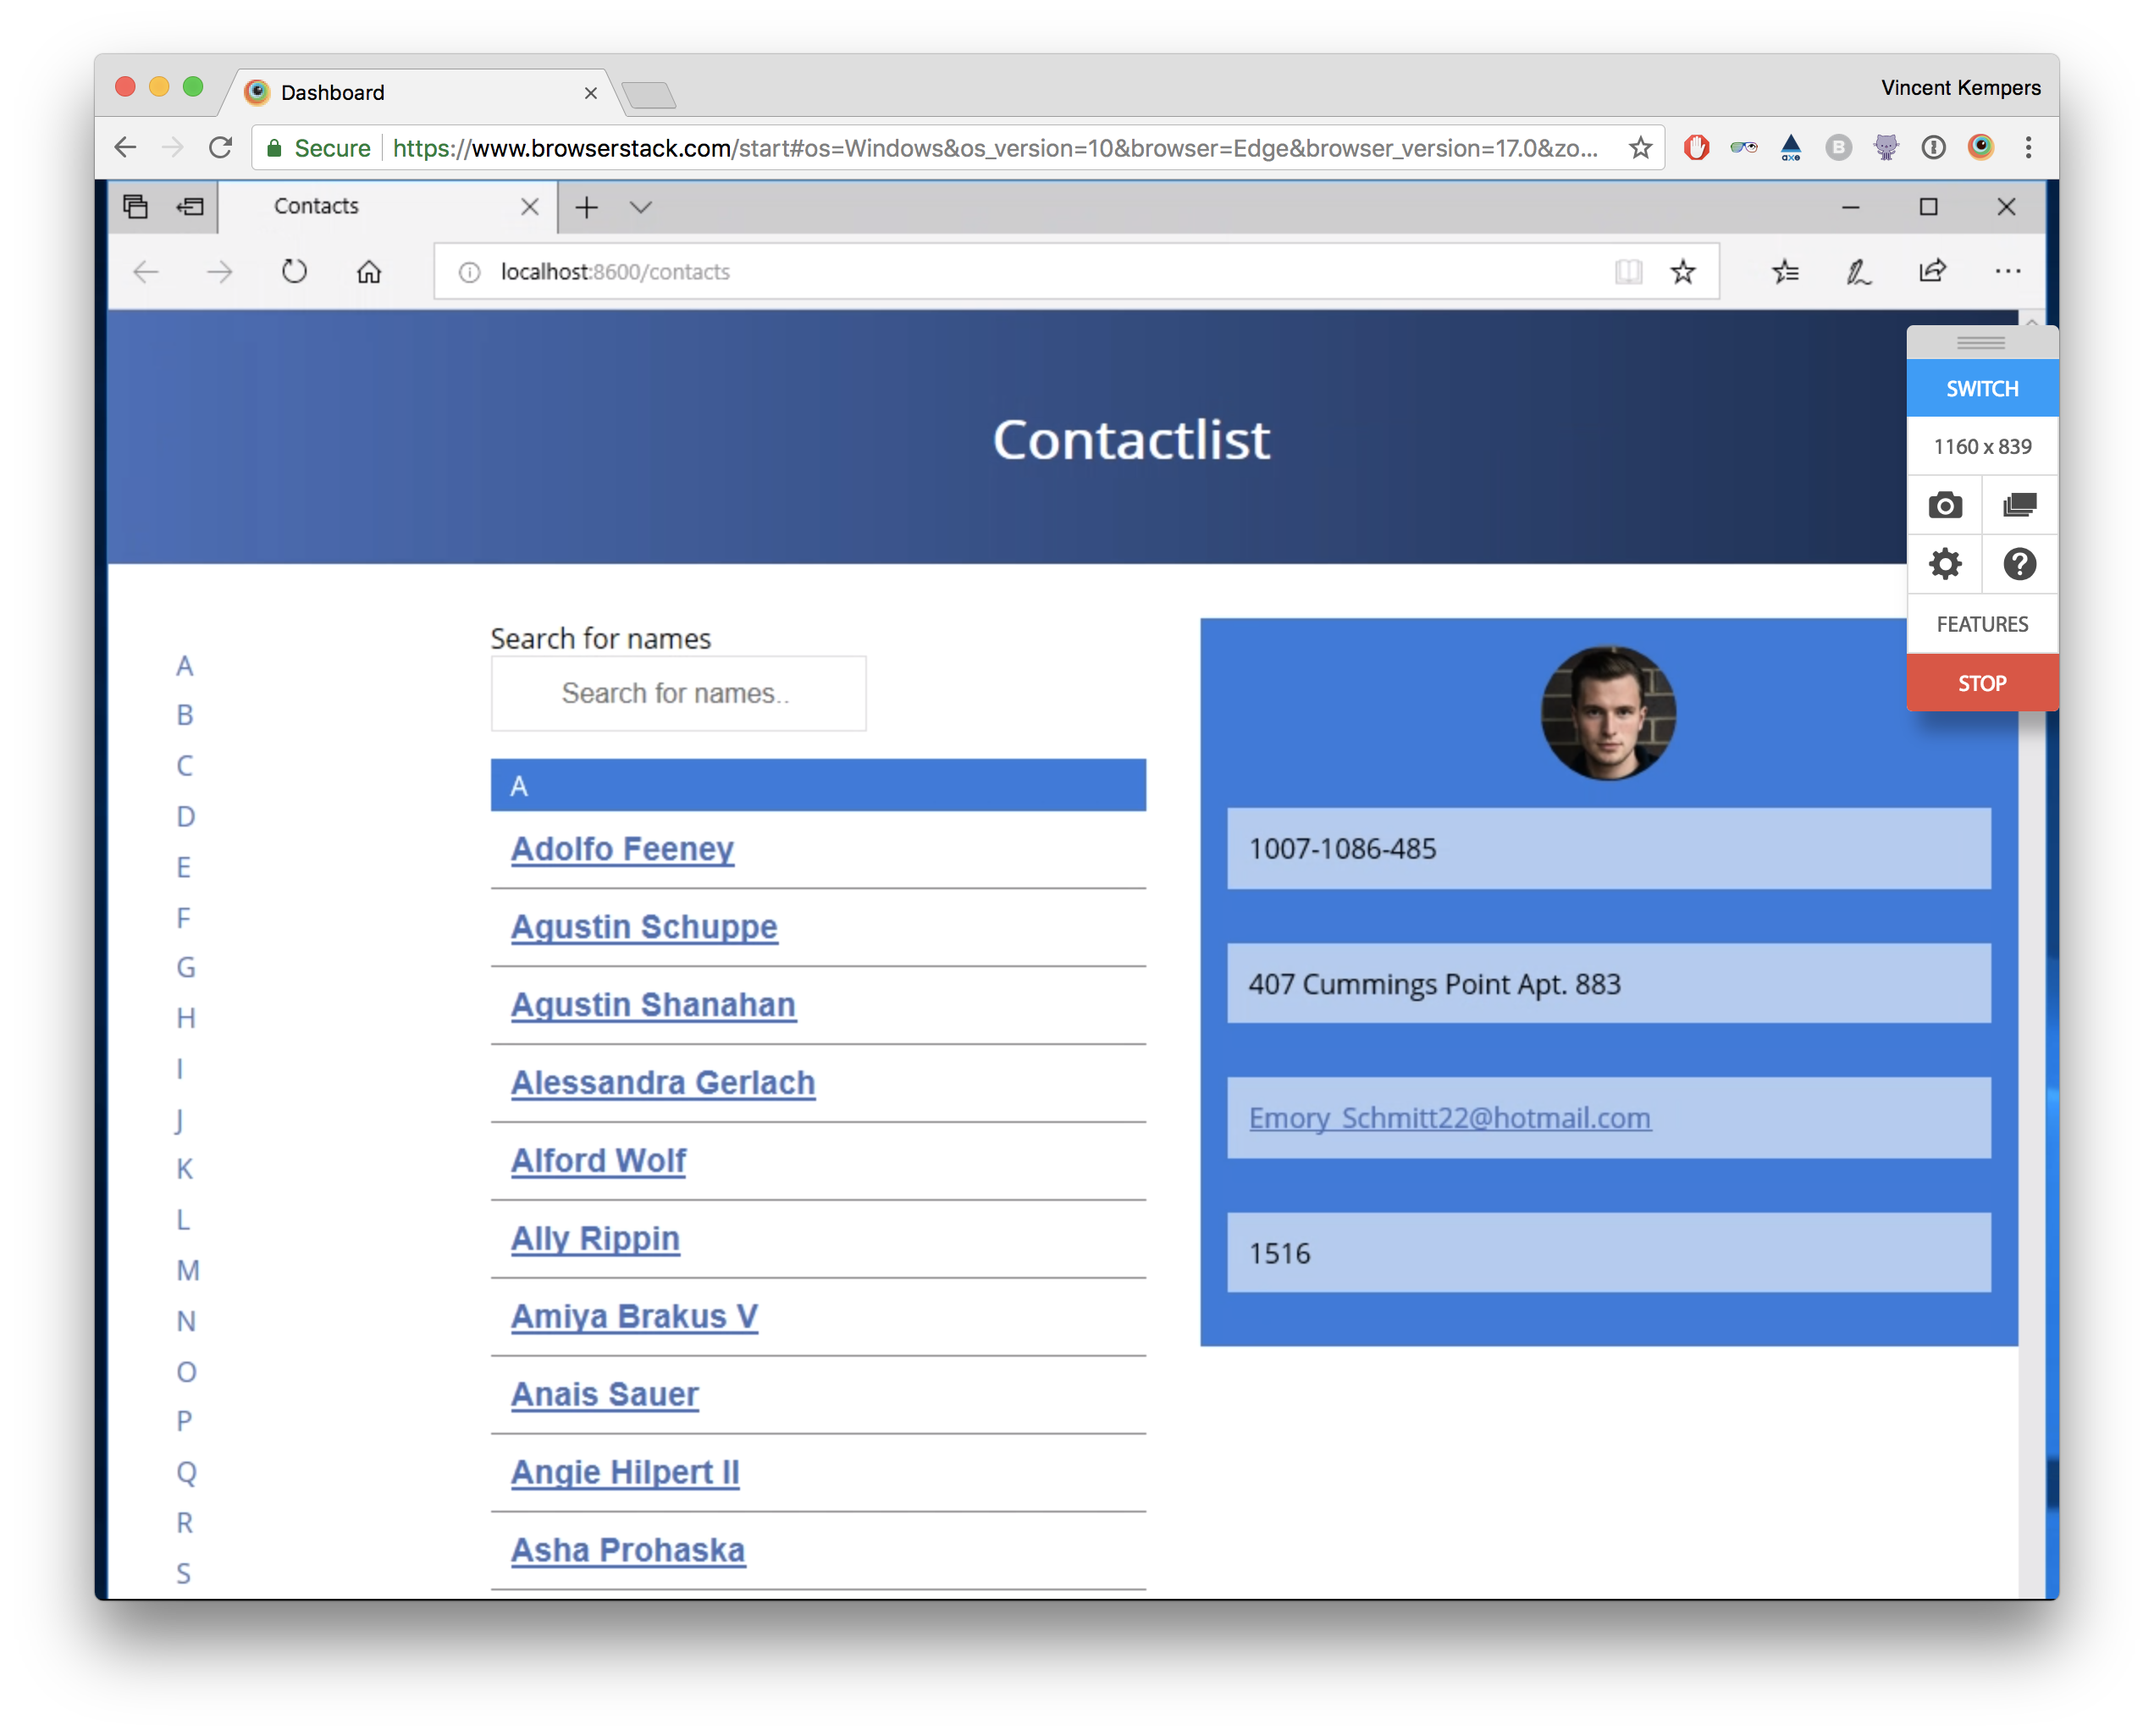 Dashboard
Vincent Kempers
Secure https://www.browserstack.com/start#os=Windows&os_version=10&browser=Edge&browser_version=17.0&zo...
axe
B
Contacts
localhost:8600/contacts
Contactlist
SWITCH
1160 x 839
FEATURES
STOP
A
B
C
D
E
F
G
H
I
J
K
L
M
N
O
P
Q
R
S
Search for names
Search for names..
A
Adolfo Feeney
Agustin Schuppe
Agustin Shanahan
Alessandra Gerlach
Alford Wolf
Ally Rippin
Amiya Brakus V
Anais Sauer
Angie Hilpert II
Asha Prohaska
1007-1086-485
407 Cummings Point Apt. 883
Emory_Schmitt22@hotmail.com
1516